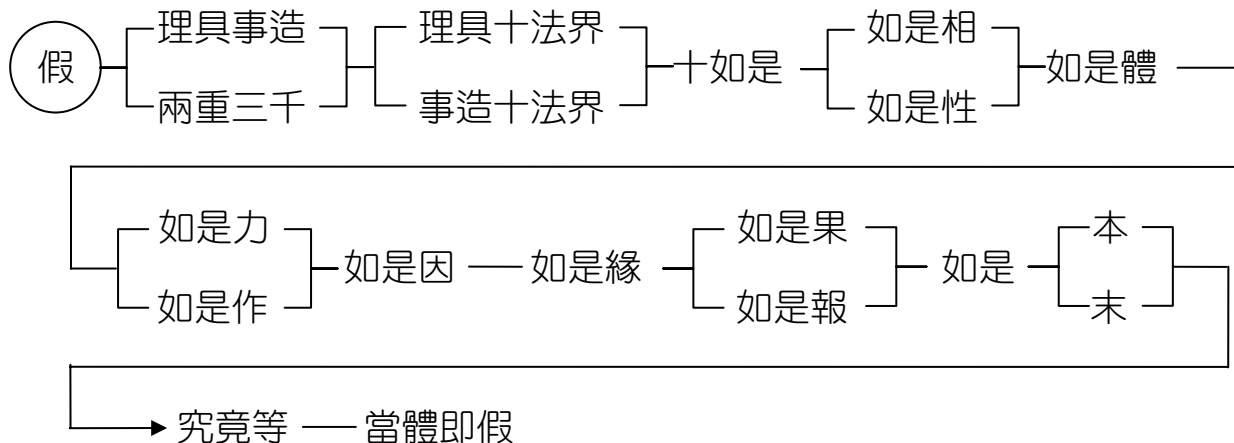 假
理具事造
兩重三千
理具十法界
事造十法界
十如是
如是相
如是性
如是體
如是力
如是作
如是因
如是緣
如是果
如是報
如是
本
末
究竟等
當體即假